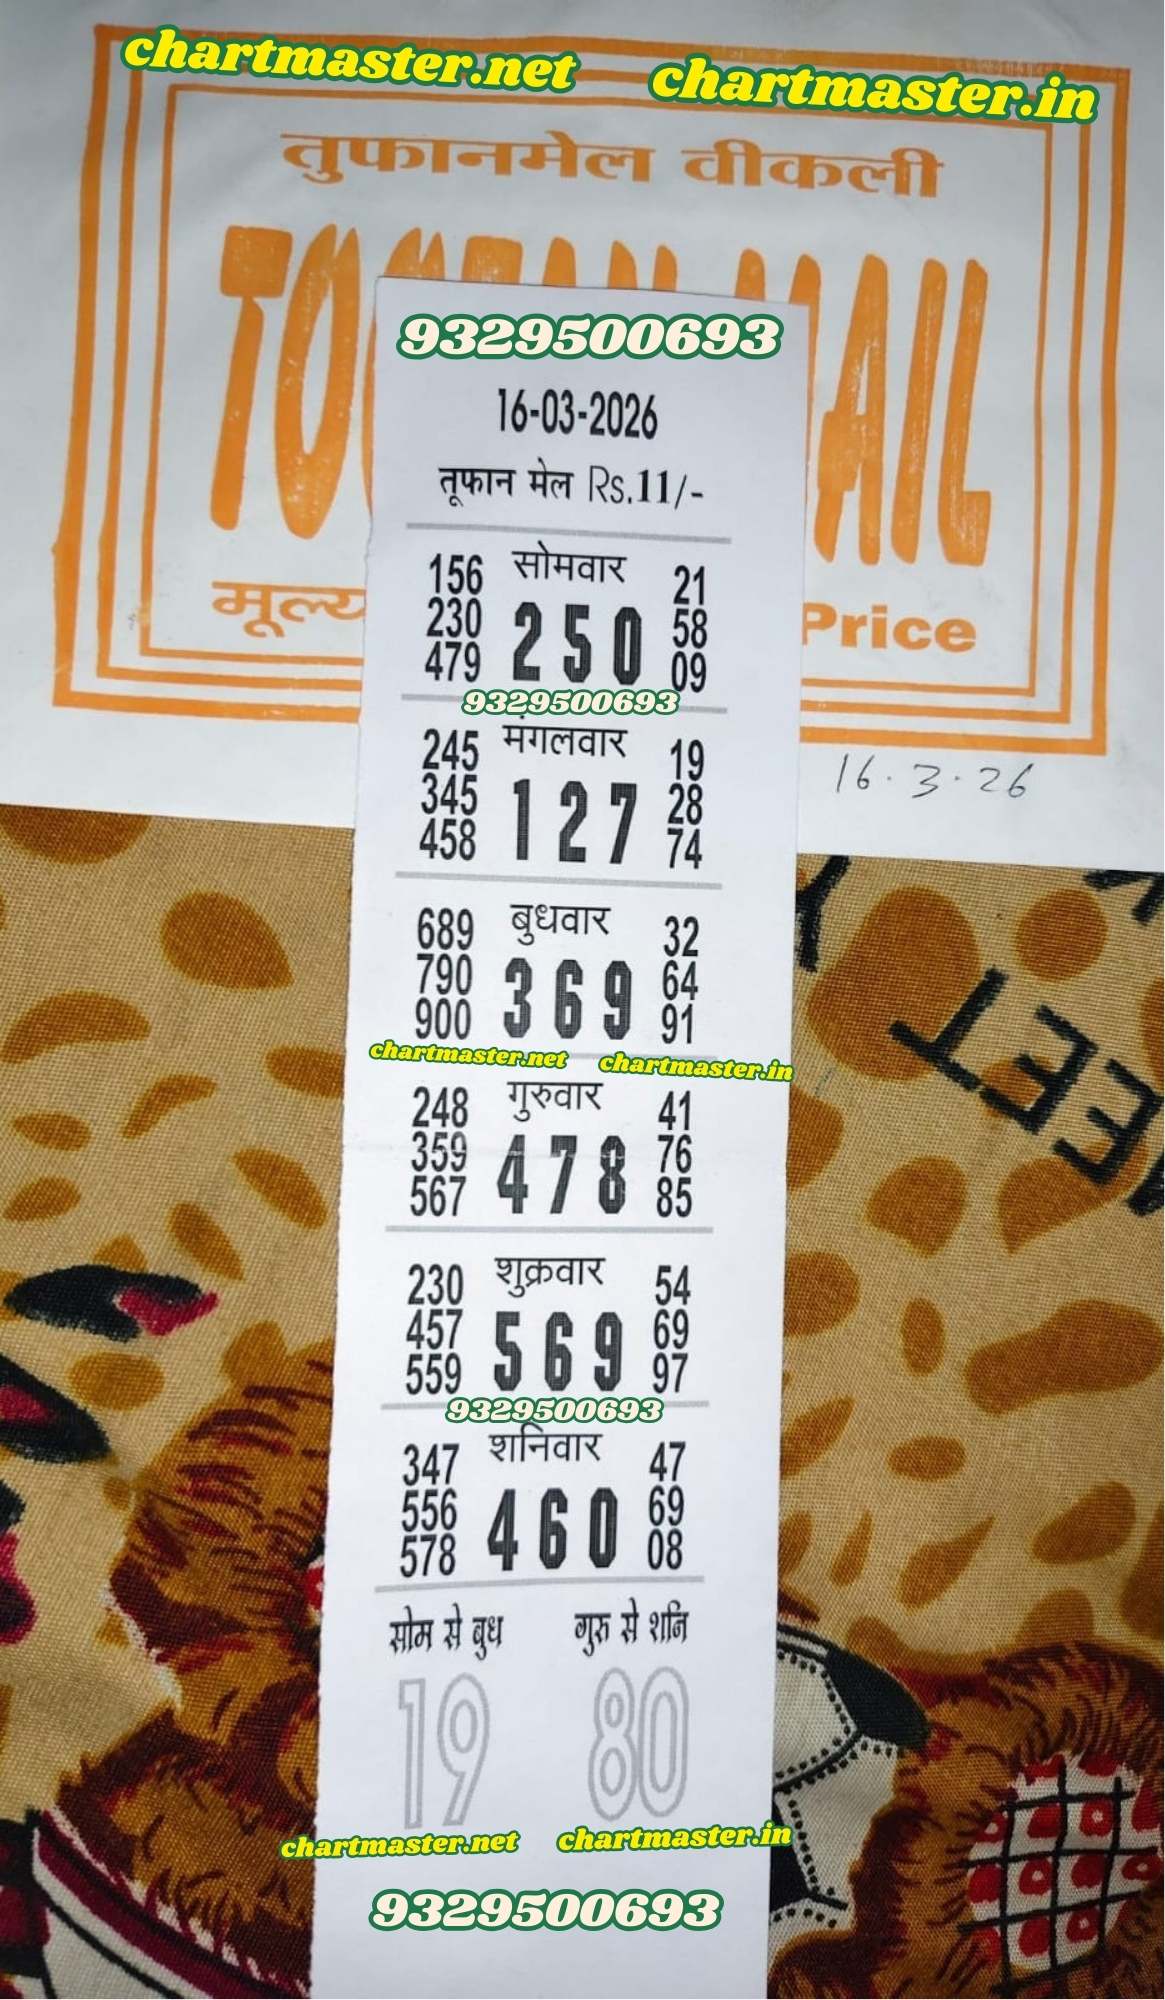 chartmaster.net chartmaster.in
तुफानमेल वीकली
MAIL
9329500693
16-03-2026
तूफान मेल Rs.11/-
मूल्य Price
156 सोमवार 21
230 250 58
479 09
9329500693
16.3.26
245 मंगलवार 19
345 127 28
458 74
689 बुधवार 32
790 369 64
900 91
chartmaster.net chartmaster.in
248 गुरुवार 41
359 478 76
567 85
230 शुक्रवार 54
457 569 69
559 97
9329500693
347 शनिवार 47
556 460 69
578 08
सोम से बुध गुरु से शनि
19 80
chartmaster.net chartmaster.in
9329500693